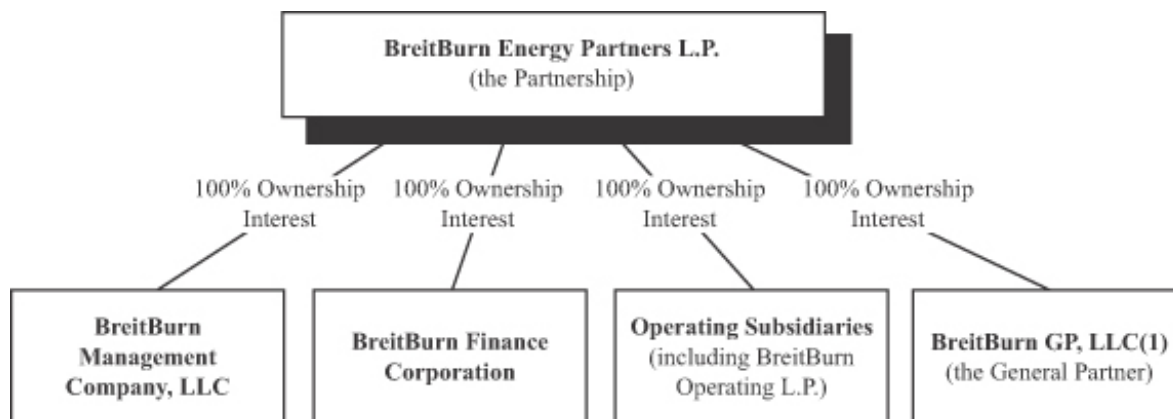 BreitBurn Energy Partners L.P.
(the Partnership)
100% Ownership
Interest
100% Ownership
Interest
100% Ownership
Interest
100% Ownership
Interest
BreitBurn
Management
Company, LLC
BreitBurn Finance
Corporation
Operating Subsidiaries
(including BreitBurn
Operating L.P.)
BreitBurn GP, LLC(1)
(the General Partner)